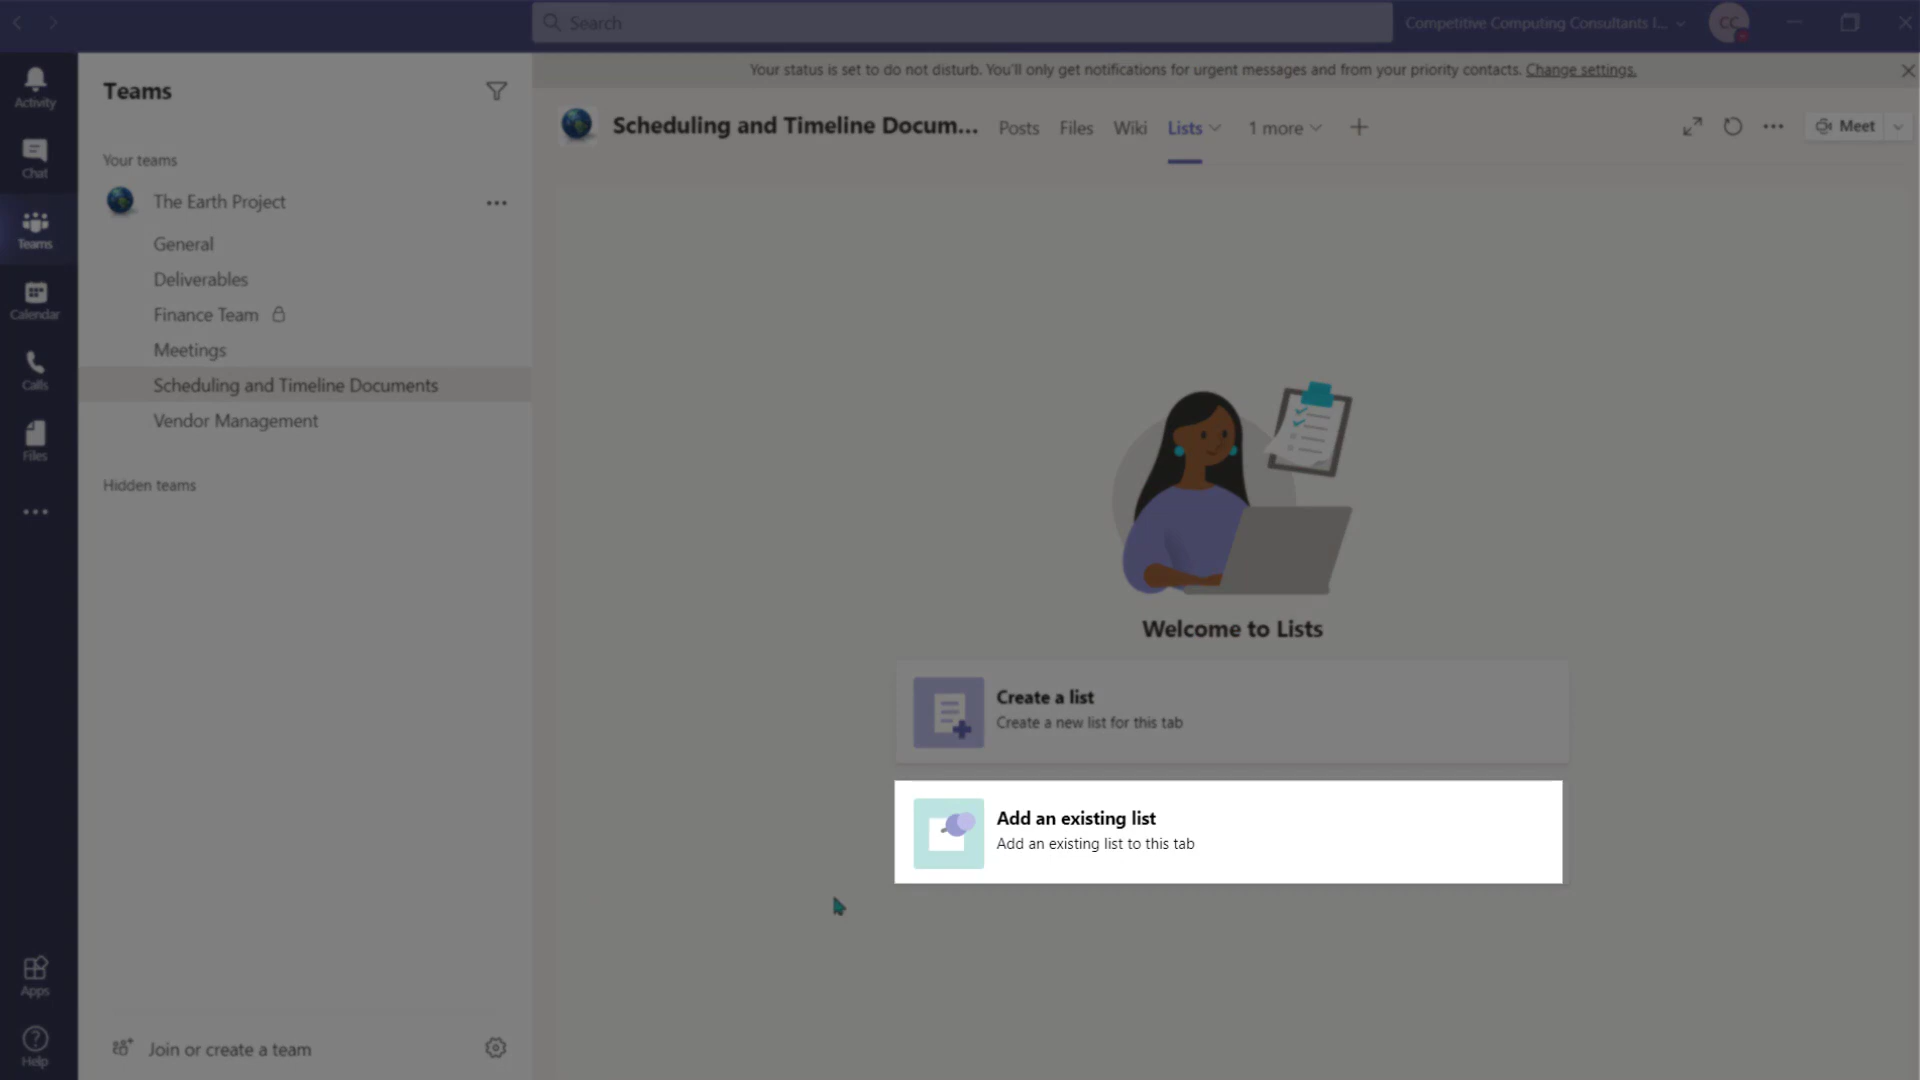 Search
Competitive Computing Consultants I...
CC
Your status is set to do not disturb. You'll only get notifications for urgent messages and from your priority contacts. Change settings.
Activity
Chat
Teams
Calendar
Calls
Files
Apps
Help
Teams
Your teams
The Earth Project
General
Deliverables
Finance Team
Meetings
Scheduling and Timeline Documents
Vendor Management
Hidden teams
Join or create a team
Scheduling and Timeline Docum...
Posts
Files
Wiki
Lists
1 more
Meet
Welcome to Lists
Create a list
Create a new list for this tab
Add an existing list
Add an existing list to this tab